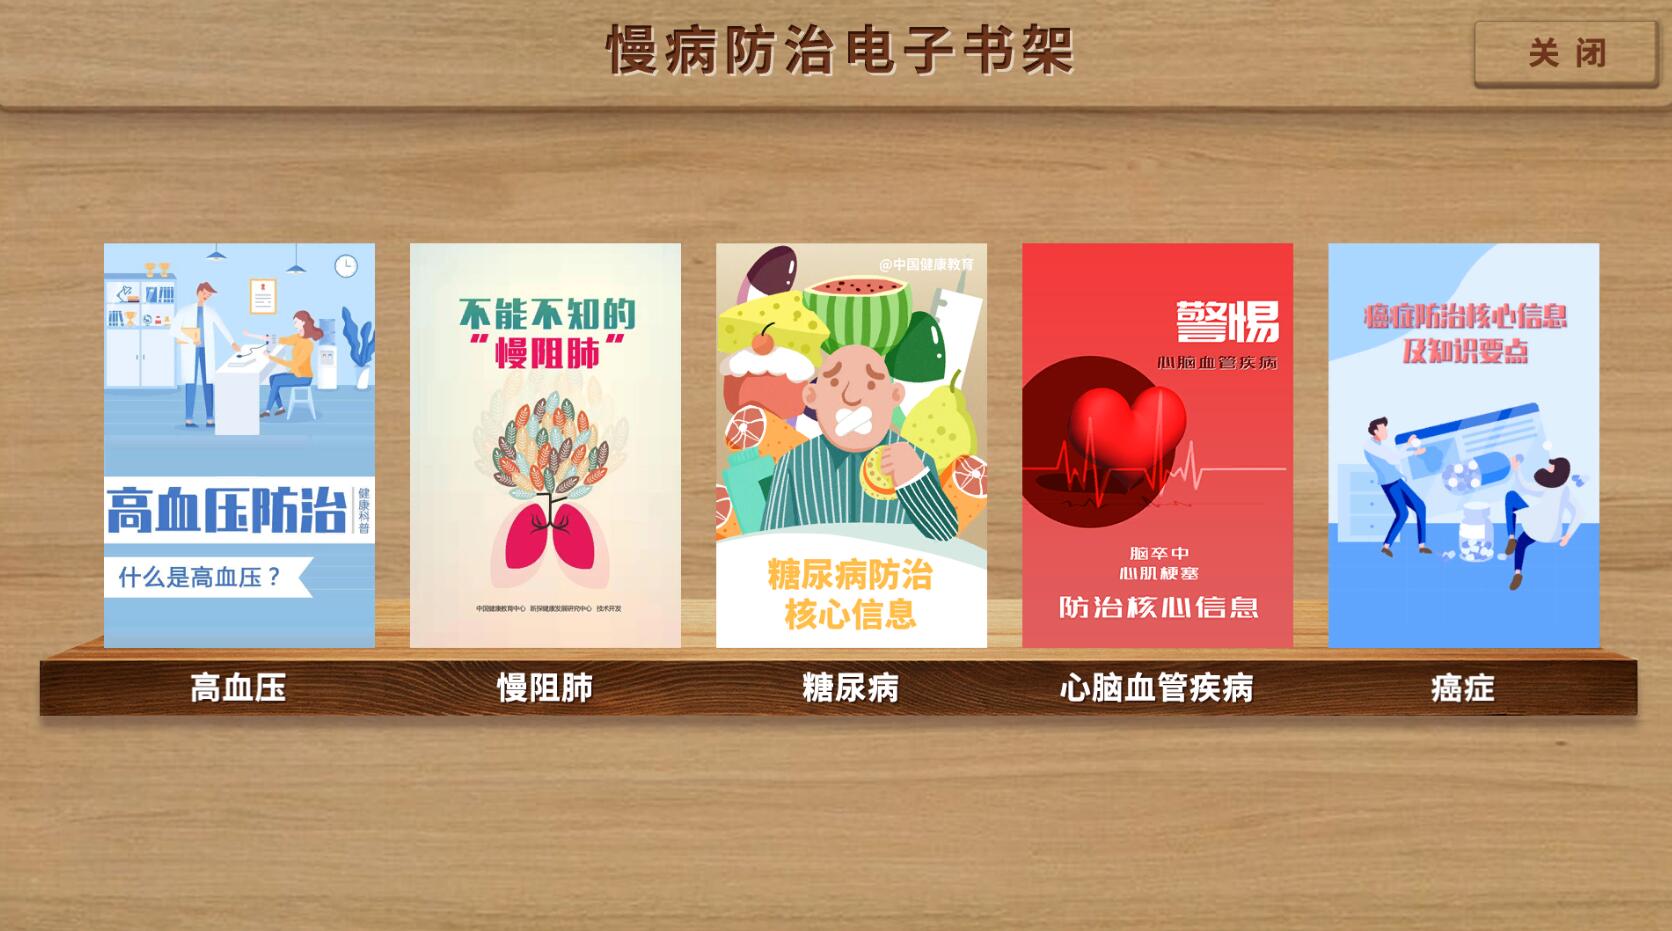 慢病防治电子书架
关闭
高血压防治
健康科普
什么是高血压？
不能不知的
“慢阻肺”
中国健康教育中心 新探健康发展研究中心 技术开发
@中国健康教育
糖尿病防治
核心信息
警惕
心脑血管疾病
脑卒中
心肌梗塞
防治核心信息
癌症防治核心信息
及知识要点
高血压
慢阻肺
糖尿病
心脑血管疾病
癌症